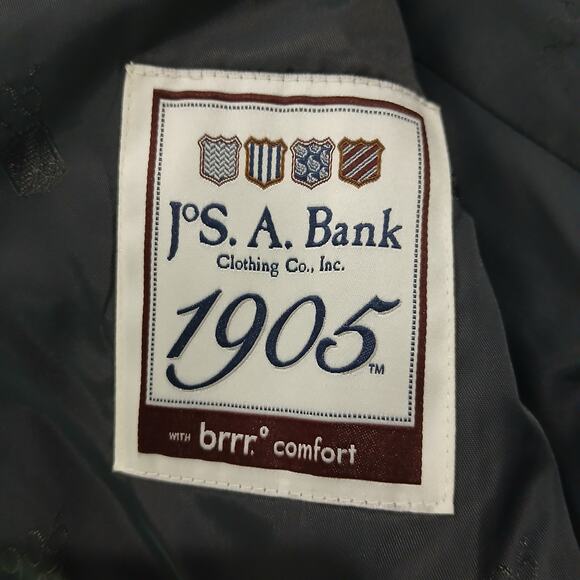 JoS. A. Bank
Clothing Co., Inc.
1905™
WITH brrr.° comfort